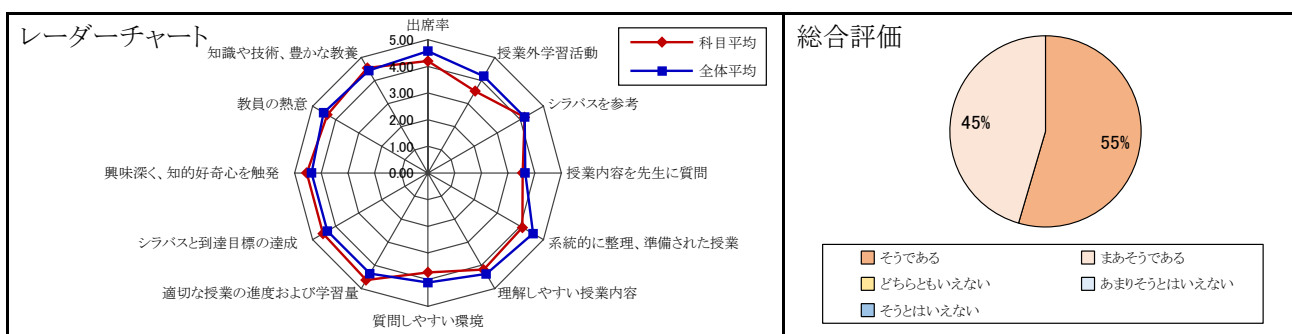 レーダーチャート
出席率
5.00
4.00
3.00
2.00
1.00
0.00
授業外学習活動
シラバスを参考
授業内容を先生に質問
系統的に整理、準備された授業
理解しやすい授業内容
質問しやすい環境
適切な授業の進度および学習量
シラバスと到達目標の達成
興味深く、知的好奇心を触発
教員の熱意
知識や技術、豊かな教養
科目平均
全体平均
総合評価
45%
55%
そうである
まあそうである
どちらともいえない
あまりそうとはいえない
そうとはいえない